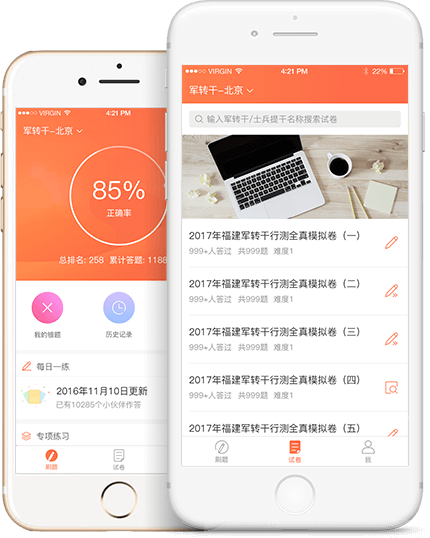 VIRGIN
4:21 PM
军转干-北京
85%
正确率
总排名: 258 累计答题: 1188
我的错题
历史记录
每日一练
2016年11月10日更新
已有10285个小伙伴作答
专项练习
刷题
试卷
VIRGIN
4:21 PM
22%
军转干-北京
输入军转干/士兵提干名称搜索试卷
2017年福建军转干行测全真模拟卷（一）
999+人答过 共999题 难度1
2017年福建军转干行测全真模拟卷（二）
999+人答过 共999题 难度1
2017年福建军转干行测全真模拟卷（三）
999+人答过 共999题 难度1
2017年福建军转干行测全真模拟卷（四）
999+人答过 共999题 难度1
2017年福建军转干行测全真模拟卷（五）
刷题
试卷
我